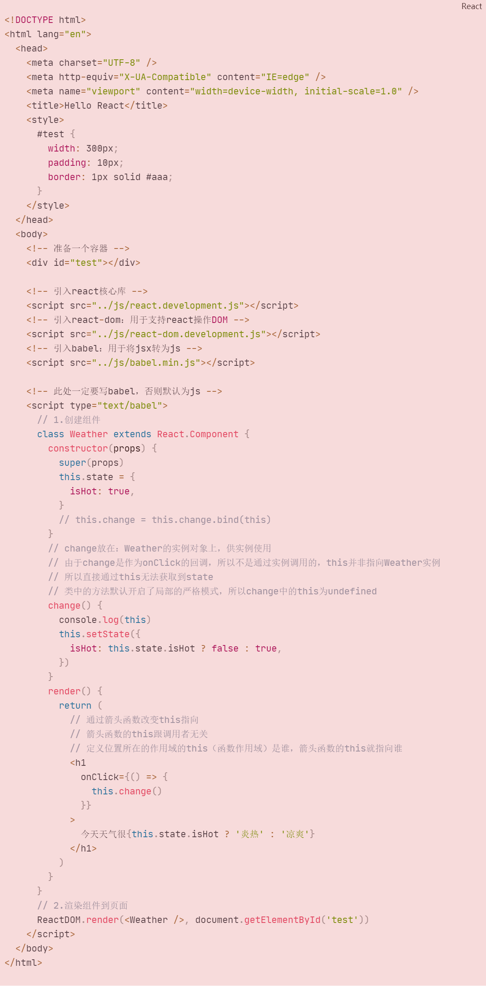 React
<!DOCTYPE html>
<html lang="en">
  <head>
    <meta charset="UTF-8" />
    <meta http-equiv="X-UA-Compatible" content="IE=edge" />
    <meta name="viewport" content="width=device-width, initial-scale=1.0" />
    <title>Hello React</title>
    <style>
      #test {
        width: 300px;
        padding: 10px;
        border: 1px solid #aaa;
      }
    </style>
  </head>
  <body>
    <!-- 准备一个容器 -->
    <div id="test"></div>

    <!-- 引入react核心库 -->
    <script src="../js/react.development.js"></script>
    <!-- 引入react-dom：用于支持react操作DOM -->
    <script src="../js/react-dom.development.js"></script>
    <!-- 引入babel：用于将jsx转为js -->
    <script src="../js/babel.min.js"></script>

    <!-- 此处一定要写babel，否则默认为js -->
    <script type="text/babel">
      // 1.创建组件
      class Weather extends React.Component {
        constructor(props) {
          super(props)
          this.state = {
            isHot: true,
          }
          // this.change = this.change.bind(this)
        }
        // change放在：Weather的实例对象上，供实例使用
        // 由于change是作为onClick的回调，所以不是通过实例调用的，this并非指向Weather实例
        // 所以直接通过this无法获取到state
        // 类中的方法默认开启了局部的严格模式，所以change中的this为undefined
        change() {
          console.log(this)
          this.setState({
            isHot: this.state.isHot ? false : true,
          })
        }
        render() {
          return (
            // 通过箭头函数改变this指向
            // 箭头函数的this跟调用者无关
            // 定义位置所在的作用域的this（函数作用域）是谁，箭头函数的this就指向谁
            <h1
              onClick={() => {
                this.change()
              }}
            >
              今天天气很{this.state.isHot ? '炎热' : '凉爽'}
            </h1>
          )
        }
      }
      // 2.渲染组件到页面
      ReactDOM.render(<Weather />, document.getElementById('test'))
    </script>
  </body>
</html>